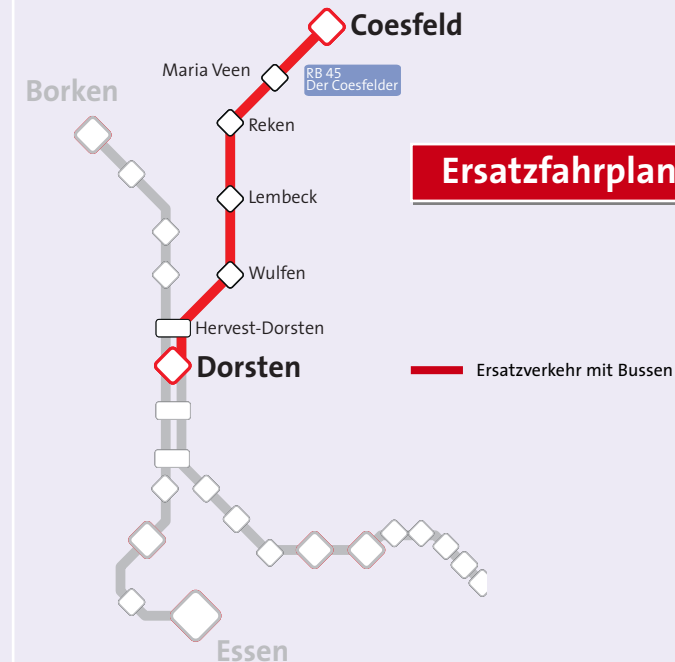 Coesfeld
Maria Veen
RB 45
Der Coesfelder
Borken
Reken
Ersatzfahrplan
Lembeck
Wulfen
Hervest-Dorsten
Dorsten
Ersatzverkehr mit Bussen
Essen